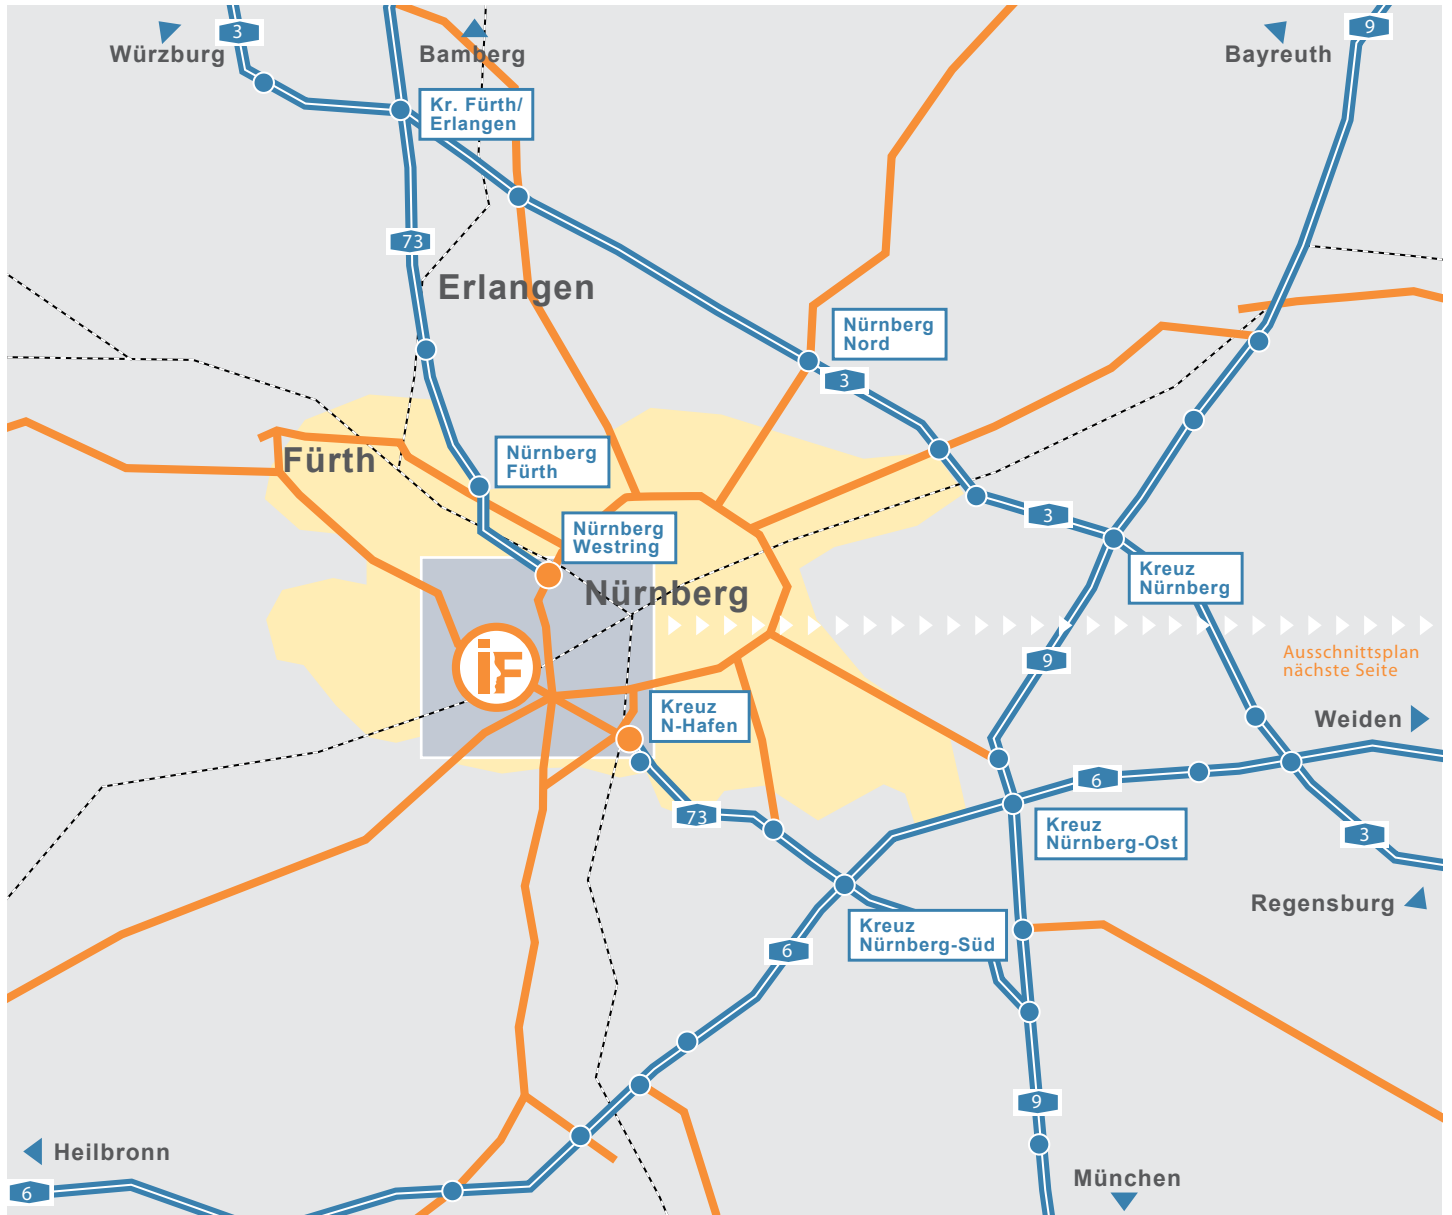 3
9
Würzburg
Bamberg
Bayreuth
Kr. Fürth/
Erlangen
73
Erlangen
Nürnberg
Nord
3
Fürth
Nürnberg
Fürth
3
Nürnberg
Westring
Kreuz
Nürnberg
Nürnberg
9
Ausschnittsplan
nächste Seite
iF
Kreuz
N-Hafen
Weiden
6
73
Kreuz
Nürnberg-Ost
3
Regensburg
Kreuz
Nürnberg-Süd
6
9
Heilbronn
München
6